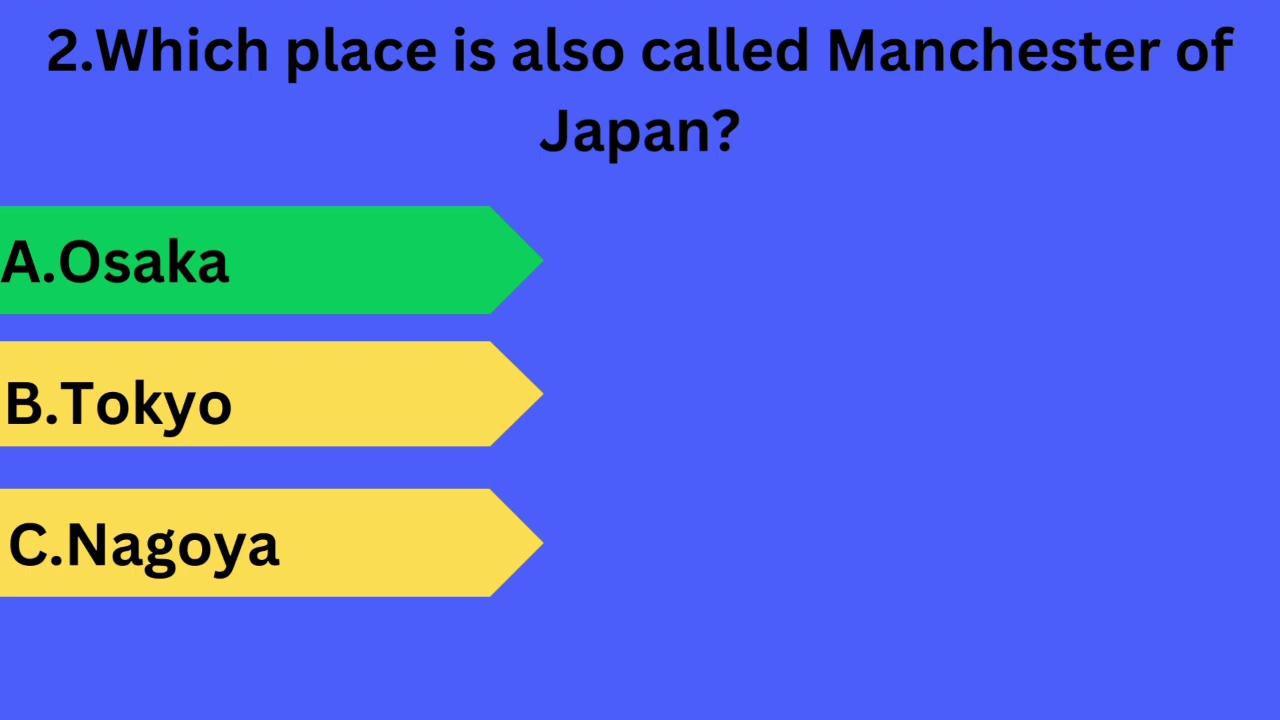 2.Which place is also called Manchester of
Japan?
A.Osaka
B.Tokyo
C.Nagoya